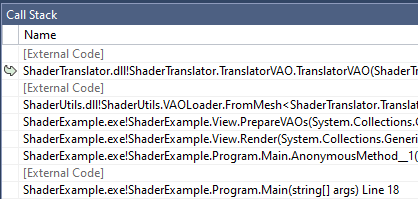 Call Stack
Name
[External Code]
ShaderTranslator.dll!ShaderTranslator.TranslatorVAO.TranslatorVAO(ShaderT
[External Code]
ShaderUtils.dll!ShaderUtils.VAOLoader.FromMesh<ShaderTranslator.Transla
ShaderExample.exe!ShaderExample.View.PrepareVAOs(System.Collections.G
ShaderExample.exe!ShaderExample.View.Render(System.Collections.Generi
ShaderExample.exe!ShaderExample.Program.Main.AnonymousMethod__1(
[External Code]
ShaderExample.exe!ShaderExample.Program.Main(string[] args) Line 18